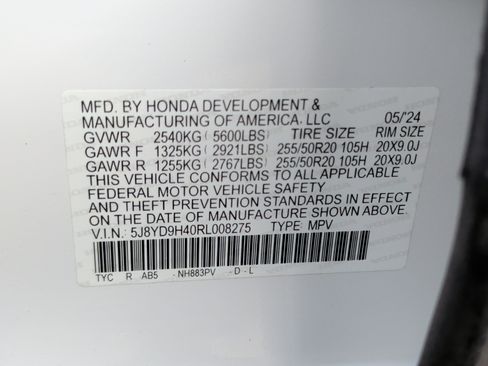 MFD. BY HONDA DEVELOPMENT &
MANUFACTURING OF AMERICA, LLC 05/'24
GVWR 2540KG ( 5600LBS) TIRE SIZE RIM SIZE
GAWR F 1325KG ( 2921LBS) 255/50R20 105H 20X9.0J
GAWR R 1255KG ( 2767LBS) 255/50R20 105H 20X9.0J
THIS VEHICLE CONFORMS TO ALL APPLICABLE
FEDERAL MOTOR VEHICLE SAFETY
AND THEFT PREVENTION STANDARDS IN EFFECT
ON THE DATE OF MANUFACTURE SHOWN ABOVE.
V.I.N.: 5J8YD9H40RL008275 TYPE: MPV
TYC R AB5 -NH883PV -D-L